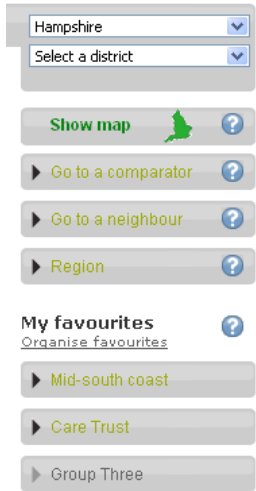 Hampshire
Select a district
Show map
?
Go to a comparator
?
Go to a neighbour
?
Region
?
My favourites
?
Organise favourites
Mid-south coast
Care Trust
Group Three